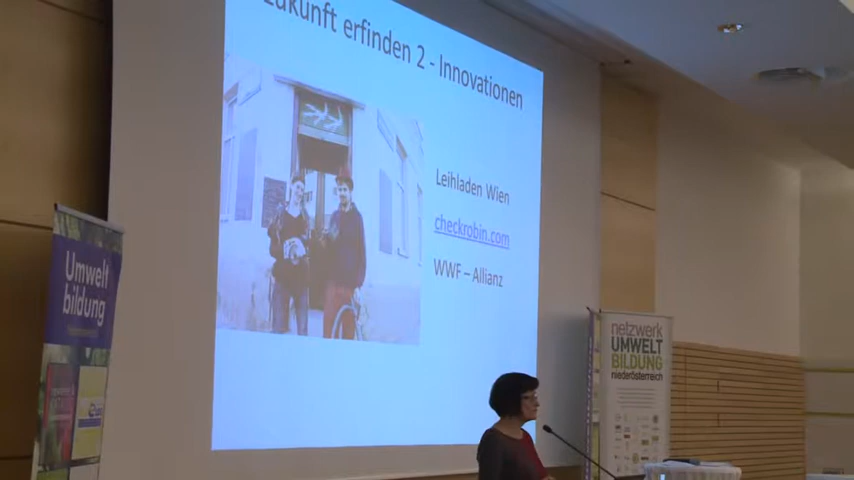 Zukunft erfinden 2 - Innovationen
Leihladen Wien
checkrobin.com
WWF – Allianz
Umwelt
bildung
netzwerk
UMWELT
BILDUNG
niederösterreich